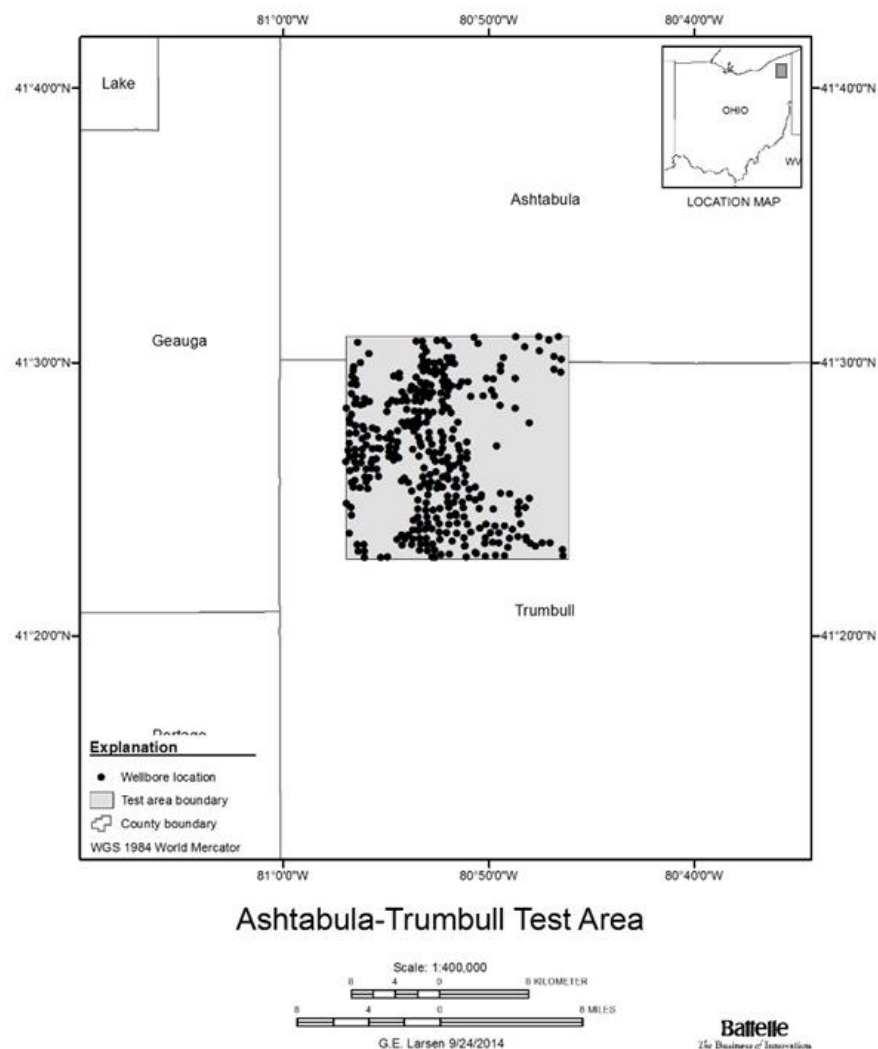 81°0'0"W 80°50'0"W 80°40'0"W
Lake
41°40'0"N 41°40'0"N
OHIO
WV
LOCATION MAP
Ashtabula
Geauga
41°30'0"N 41°30'0"N
Trumbull
41°20'0"N 41°20'0"N
Portage
Explanation
Wellbore location
Test area boundary
County boundary
WGS 1984 World Mercator
81°0'0"W 80°50'0"W 80°40'0"W
Ashtabula-Trumbull Test Area
Scale: 1:400,000
8 4 0 8 KILOMETER
8 4 0 8 MILES
G.E. Larsen 9/24/2014
Battelle
The Business of Innovation